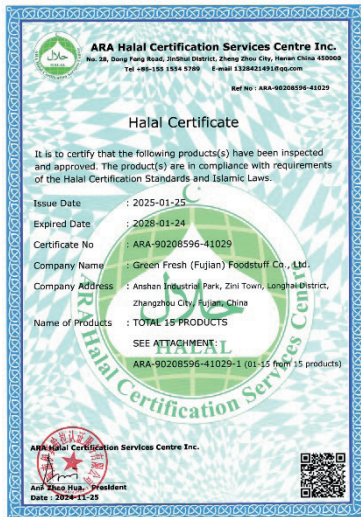 حلال
HALAL
ARA Halal Certification Services Centre Inc.
No. 28, Dong Fang Road, JinShui District, Zheng Zhou City, Henan China 450000
Tel +86-155 1554 5789 E-mail 1328421491@qq.com
Ref No : ARA-90208596-41029
Halal Certificate
It is to certify that the following products(s) have been inspected
and approved. The product(s) are in compliance with requirements
of the Halal Certification Standards and Islamic Laws.
Issue Date : 2025-01-25
Expired Date : 2028-01-24
Certificate No : ARA-90208596-41029
Company Name : Green Fresh (Fujian) Foodstuff Co., Ltd.
Company Address : Anshan Industrial Park, Zini Town, Longhai District,
Zhangzhou City, Fujian, China
Name of Products : TOTAL 15 PRODUCTS
SEE ATTACHMENT:
ARA-90208596-41029-1 (01-15 from 15 products)
حلال
HALAL
ARA Halal Certification Services Centre
ARA Halal Certification Services Centre Inc.
Ann Zhao Hua. President
Date : 2024-11-25